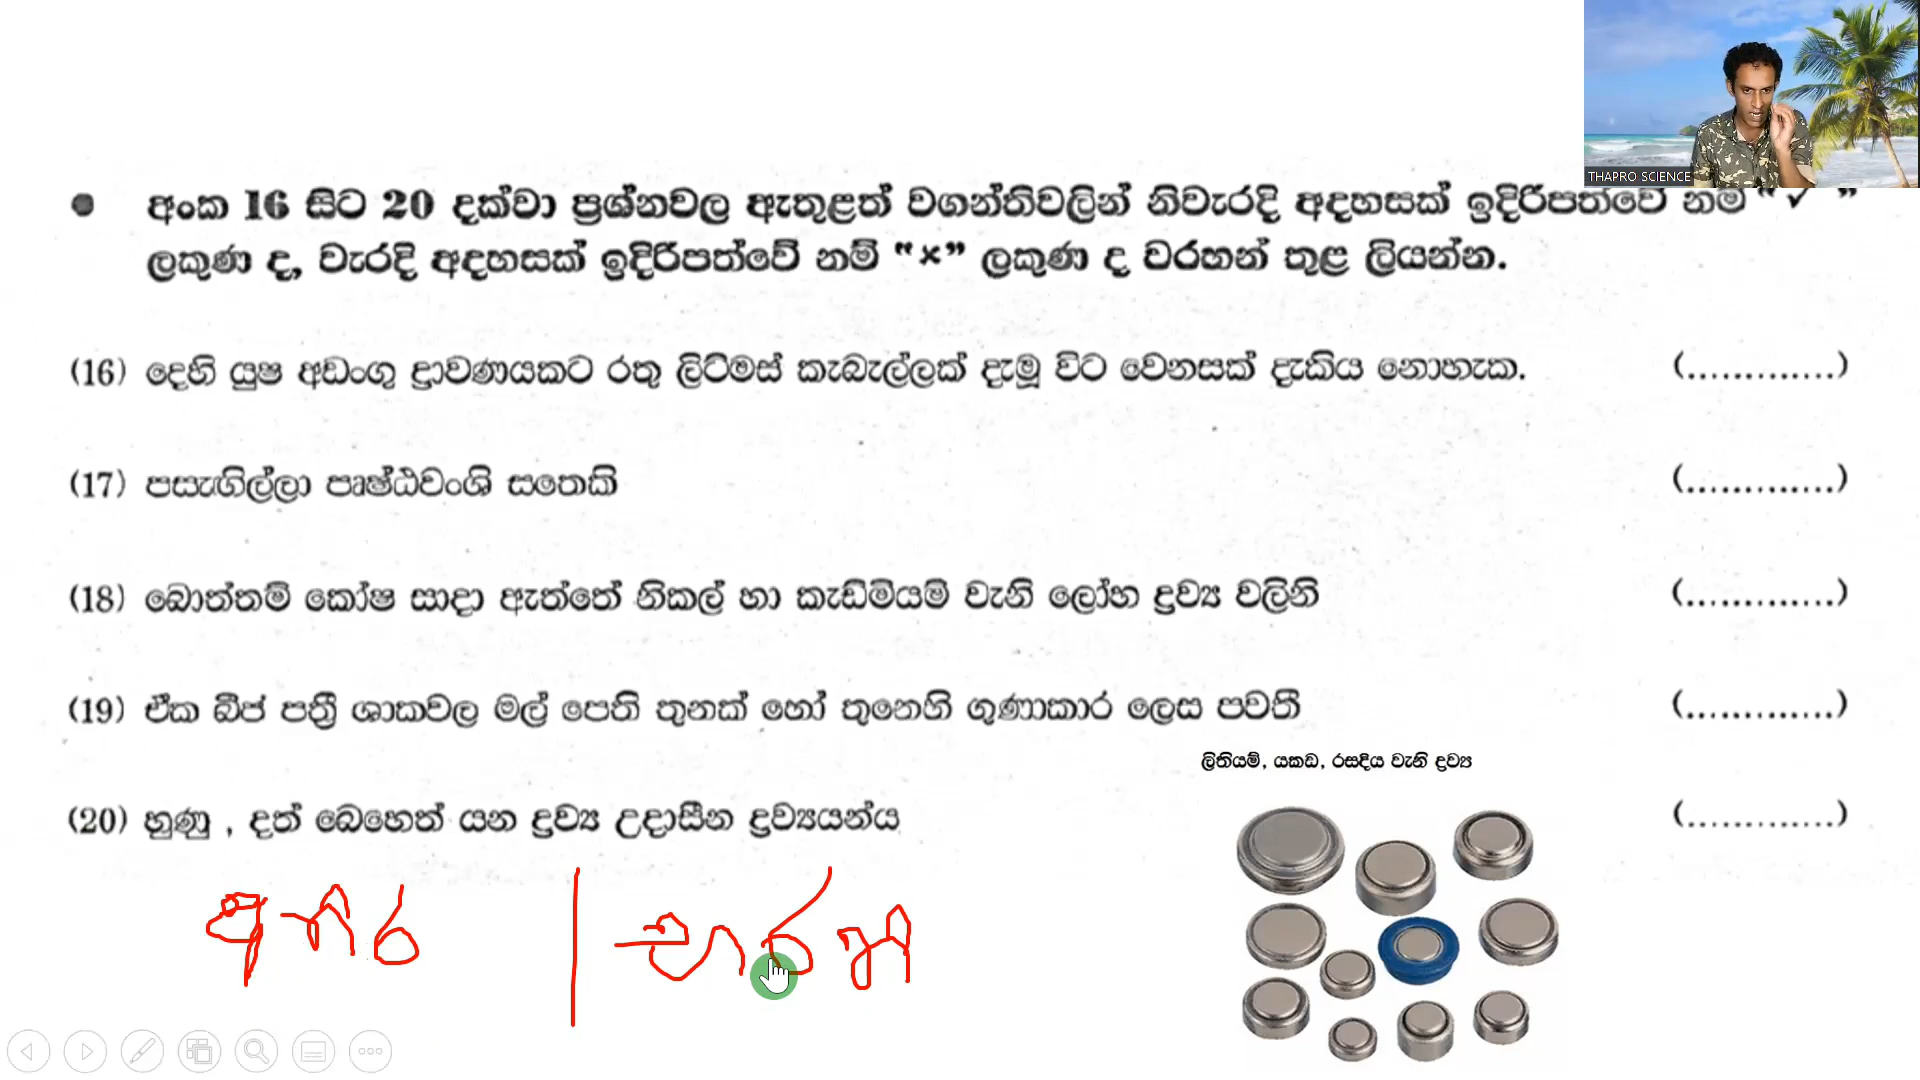 THAPRO SCIENCE
● අංක 16 සිට 20 දක්වා ප්‍රශ්නවල ඇතුළත් වගන්තිවලින් නිවැරදි අදහසක් ඉදිරිපත්වේ නම් “ ✓ ”
ලකුණ ද, වැරදි අදහසක් ඉදිරිපත්වේ නම් “×” ලකුණ ද වරහන් තුළ ලියන්න.
(16) දෙහි යුෂ අඩංගු ද්‍රාවණයකට රතු ලිට්මස් කැබැල්ලක් දැමූ විට වෙනසක් දැකිය නොහැක. (.............)
(17) පසැඟිල්ලා පෘෂ්ඨවංශි සතෙකි (.............)
(18) බොත්තම් කෝෂ සාදා ඇත්තේ නිකල් හා කැඩ්මියම් වැනි ලෝහ ද්‍රව්‍ය වලිනි (.............)
(19) ඒක බීජ පත්‍රී ශාකවල මල් පෙති තුනක් හෝ තුනෙහි ගුණාකාර ලෙස පවතී (.............)
ලිතියම්, යකඩ, රසදිය වැනි ද්‍රව්‍ය
(20) හුණු , දත් බෙහෙත් යන ද්‍රව්‍ය උදාසීන ද්‍රව්‍යයන්ය (.............)